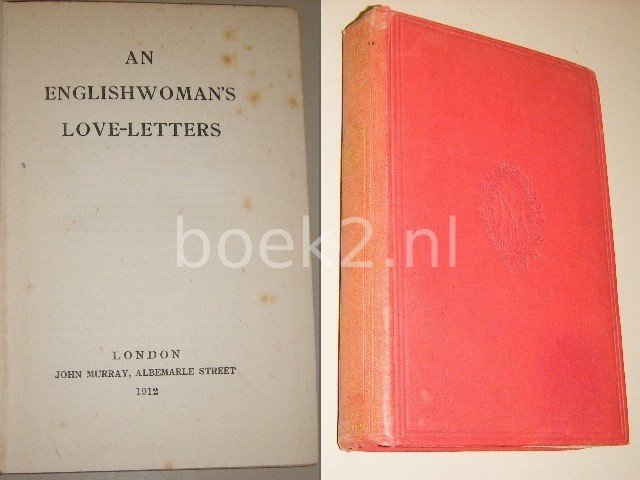 AN
ENGLISHWOMAN'S
LOVE-LETTERS
boek2.nl
LONDON
JOHN MURRAY, ALBEMARLE STREET
1912